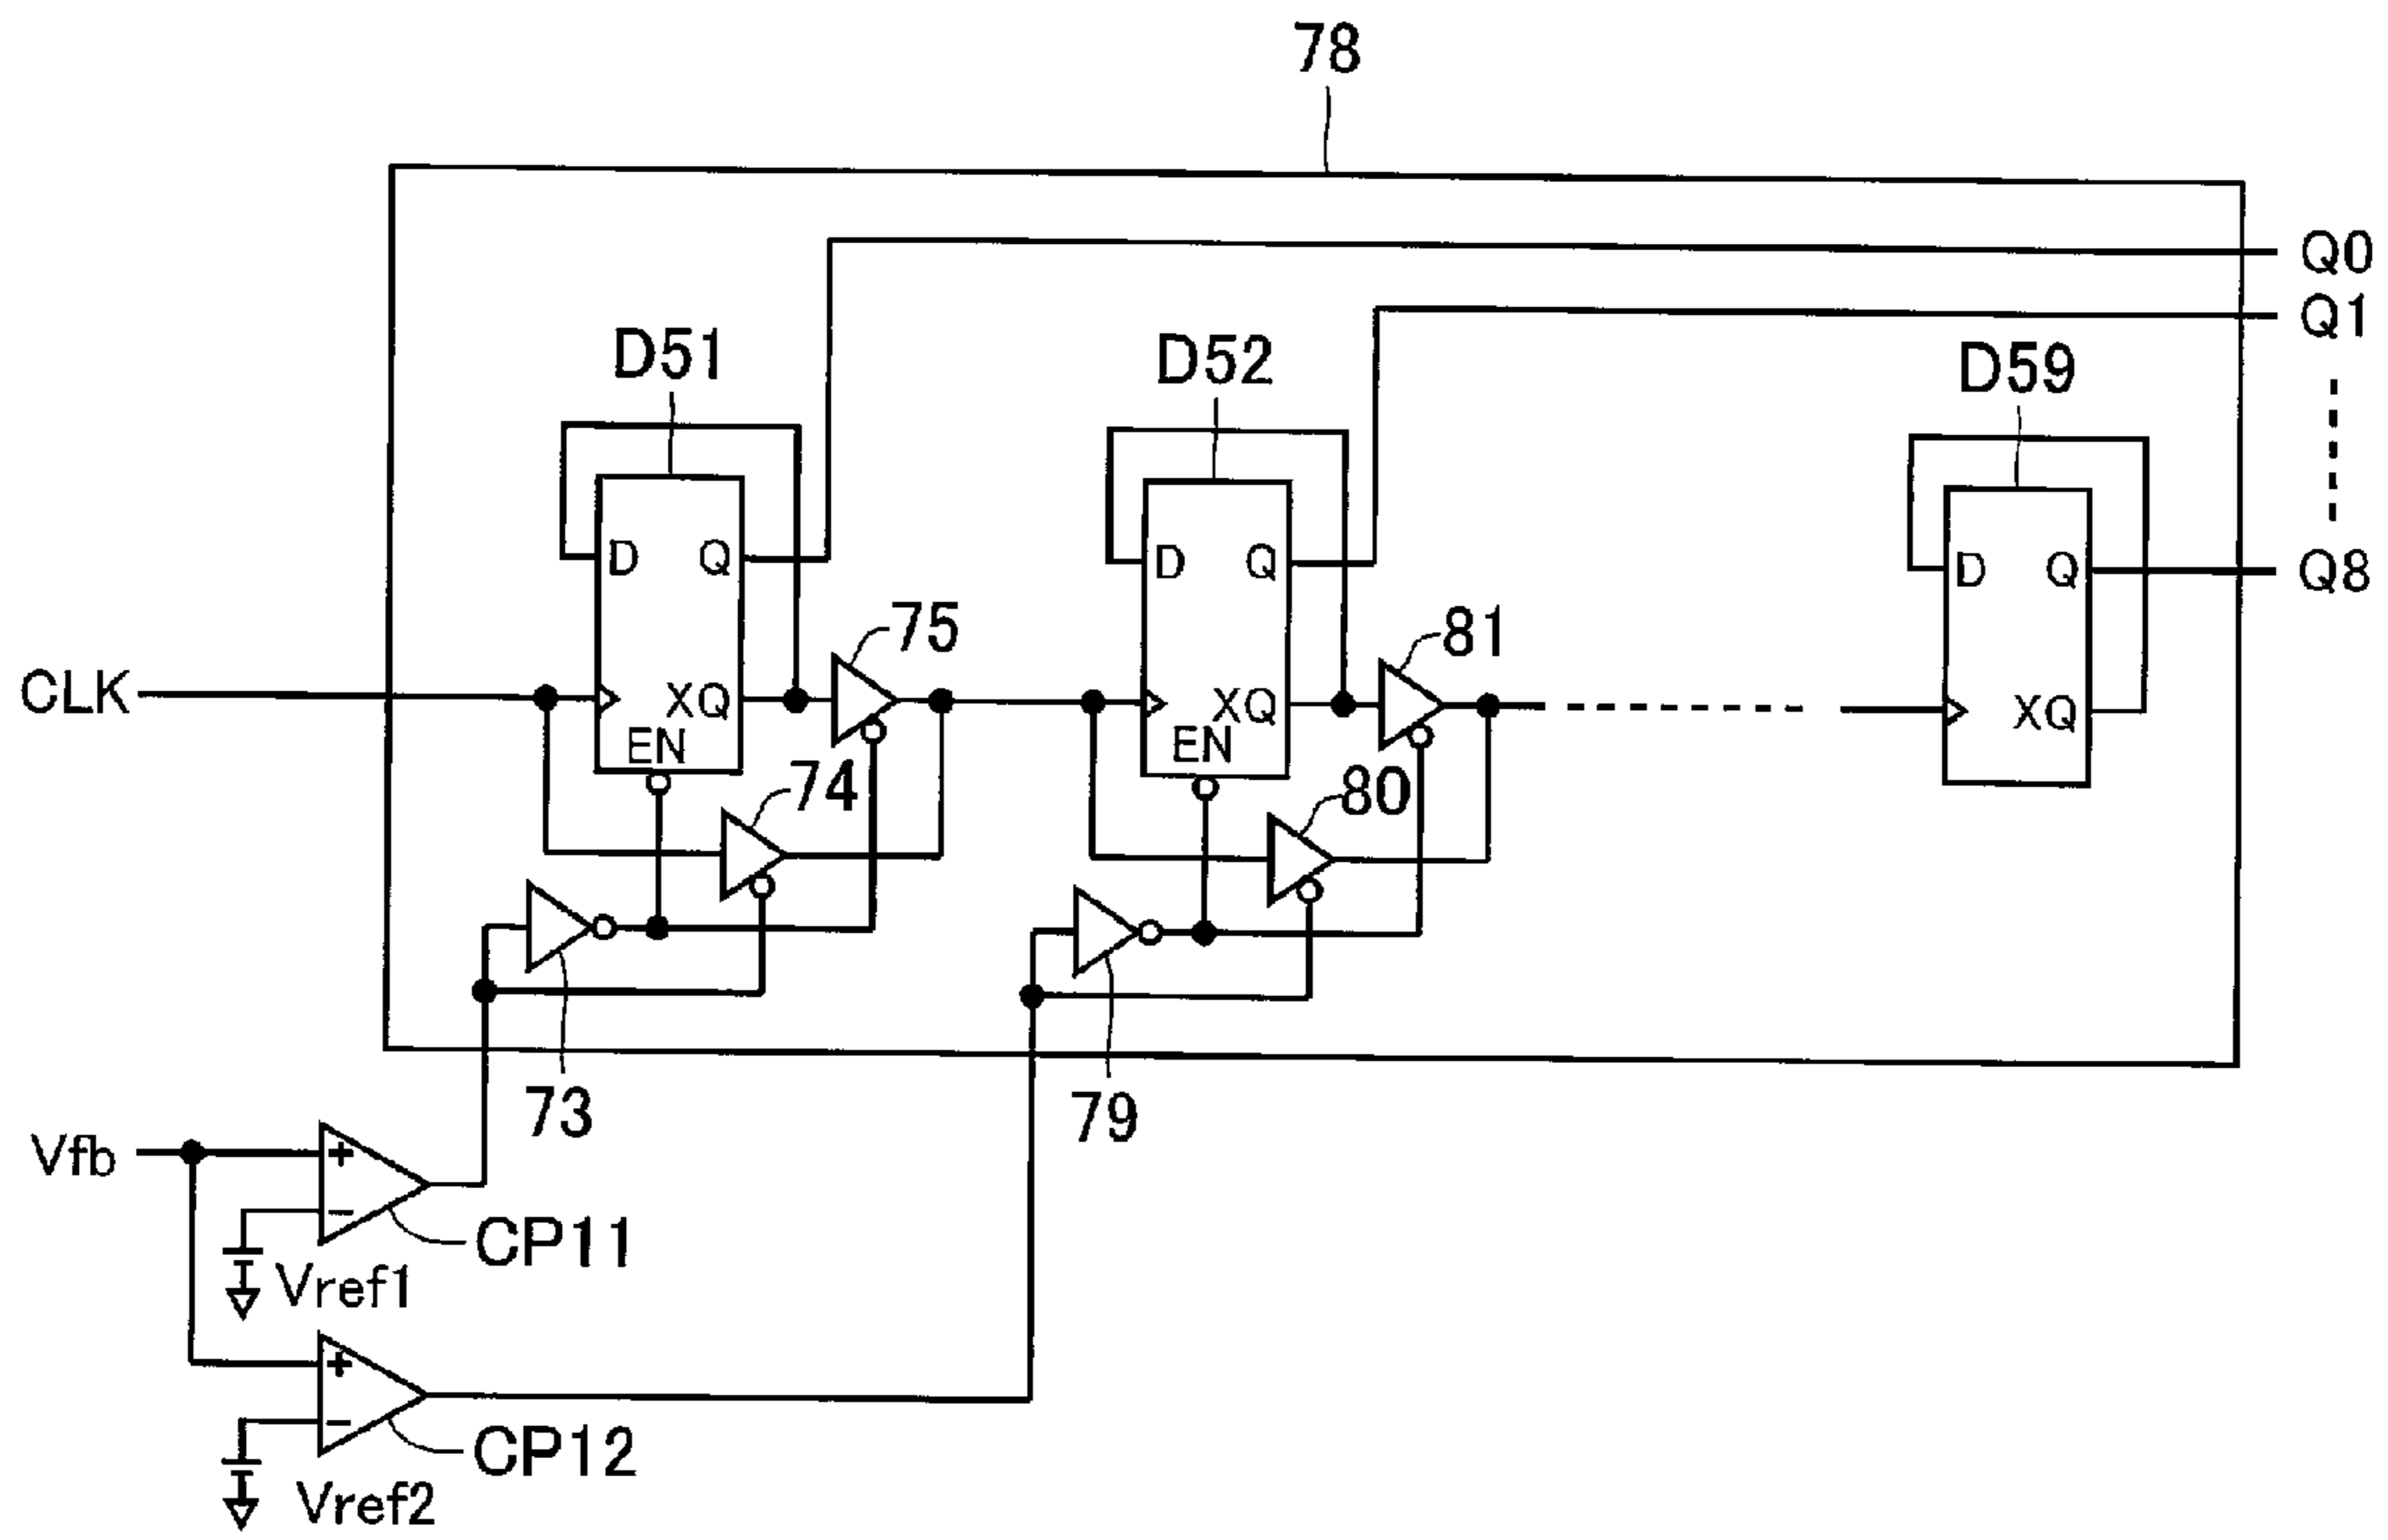 78
Q0
Q1
D51
D52
D59
D Q
D Q
D Q
Q8
75
81
CLK
XQ
XQ
XQ
EN
EN
74
80
73
79
Vfb
+
−
CP11
Vref1
+
−
CP12
Vref2